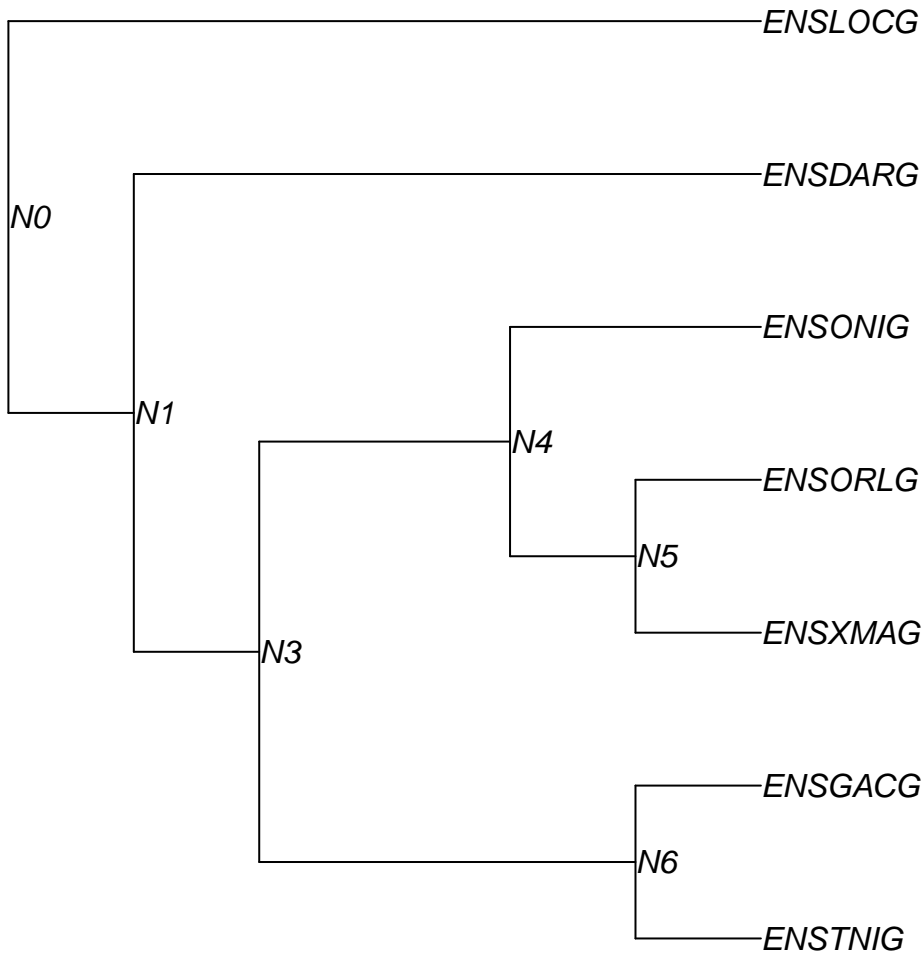 ENSLOCG
ENSDARG
N0
ENSONIG
N1
N4
ENSORLG
N5
ENSXMAG
N3
ENSGACG
N6
ENSTNIG